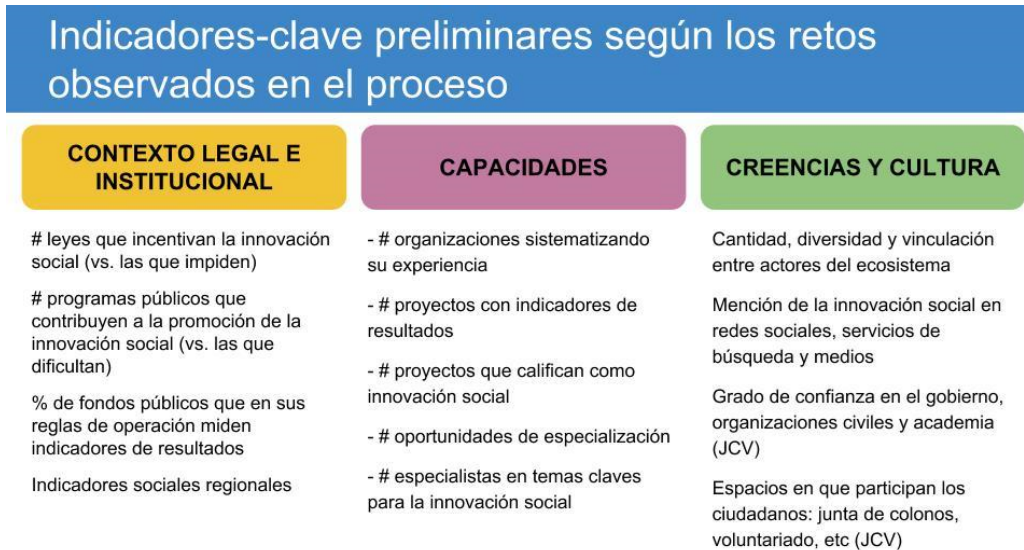 Indicadores-clave preliminares según los retos
observados en el proceso
CONTEXTO LEGAL E
INSTITUCIONAL
# leyes que incentivan la innovación
social (vs. las que impiden)
# programas públicos que
contribuyen a la promoción de la
innovación social (vs. las que
dificultan)
% de fondos públicos que en sus
reglas de operación miden
indicadores de resultados
Indicadores sociales regionales
CAPACIDADES
- # organizaciones sistematizando
su experiencia
- # proyectos con indicadores de
resultados
- # proyectos que califican como
innovación social
- # oportunidades de especialización
- # especialistas en temas claves
para la innovación social
CREENCIAS Y CULTURA
Cantidad, diversidad y vinculación
entre actores del ecosistema
Mención de la innovación social en
redes sociales, servicios de
búsqueda y medios
Grado de confianza en el gobierno,
organizaciones civiles y academia
(JCV)
Espacios en que participan los
ciudadanos: junta de colonos,
voluntariado, etc (JCV)